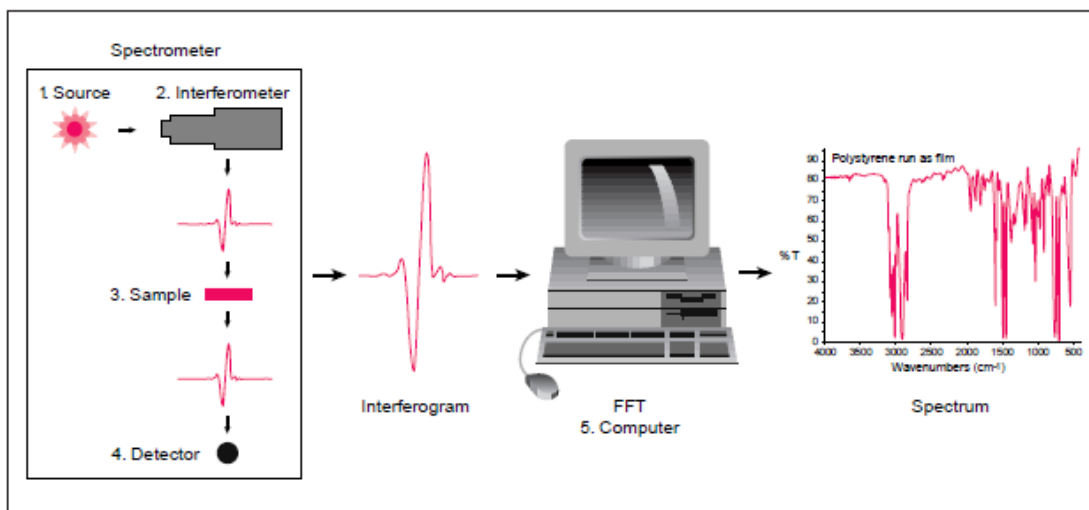 Spectrometer
1. Source
2. Interferometer
3. Sample
4. Detector
Interferogram
FFT
5. Computer
Polystyrene run as film
% T
90
80
70
60
50
40
30
20
10
0
4000 3500 3000 2500 2000 1500 1000 500
Wavenumbers (cm-1)
Spectrum